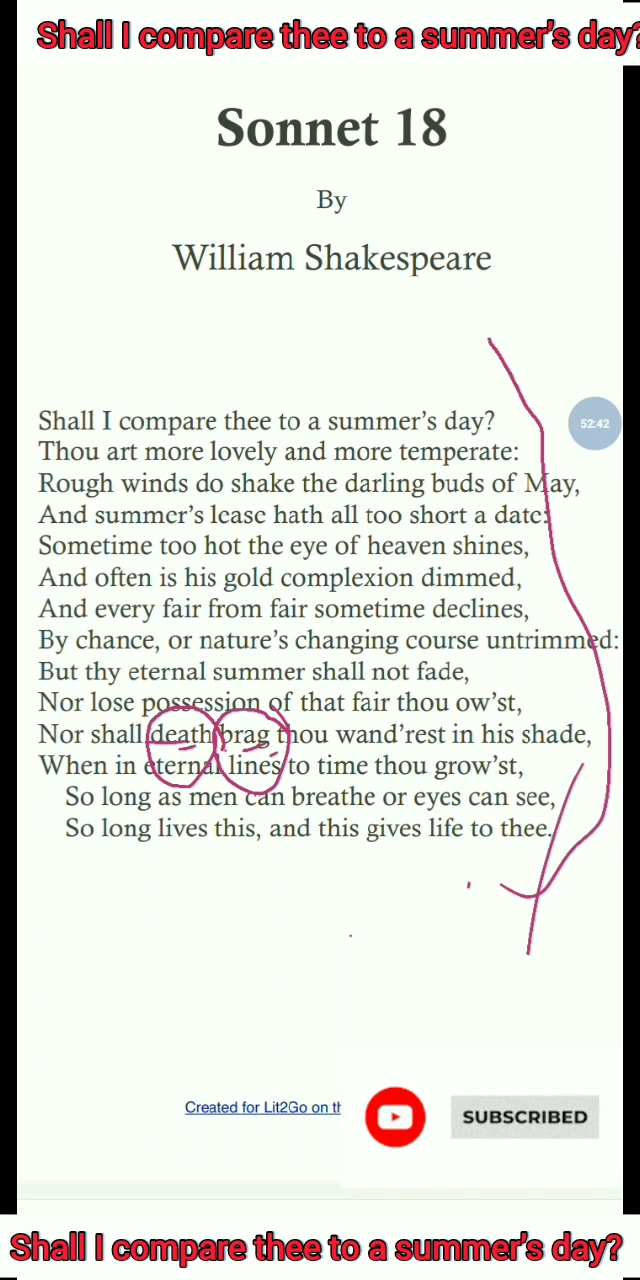 Shall I compare thee to a summer's day?
Sonnet 18
By
William Shakespeare
52:42
Shall I compare thee to a summer's day?
Thou art more lovely and more temperate:
Rough winds do shake the darling buds of May,
And summer's lease hath all too short a date:
Sometime too hot the eye of heaven shines,
And often is his gold complexion dimmed,
And every fair from fair sometime declines,
By chance, or nature's changing course untrimmed:
But thy eternal summer shall not fade,
Nor lose possession of that fair thou ow'st,
Nor shall death brag thou wand'rest in his shade,
When in eternal lines to time thou grow'st,
So long as men can breathe or eyes can see,
So long lives this, and this gives life to thee.
Created for Lit2Go on th
SUBSCRIBED
Shall I compare thee to a summer's day?